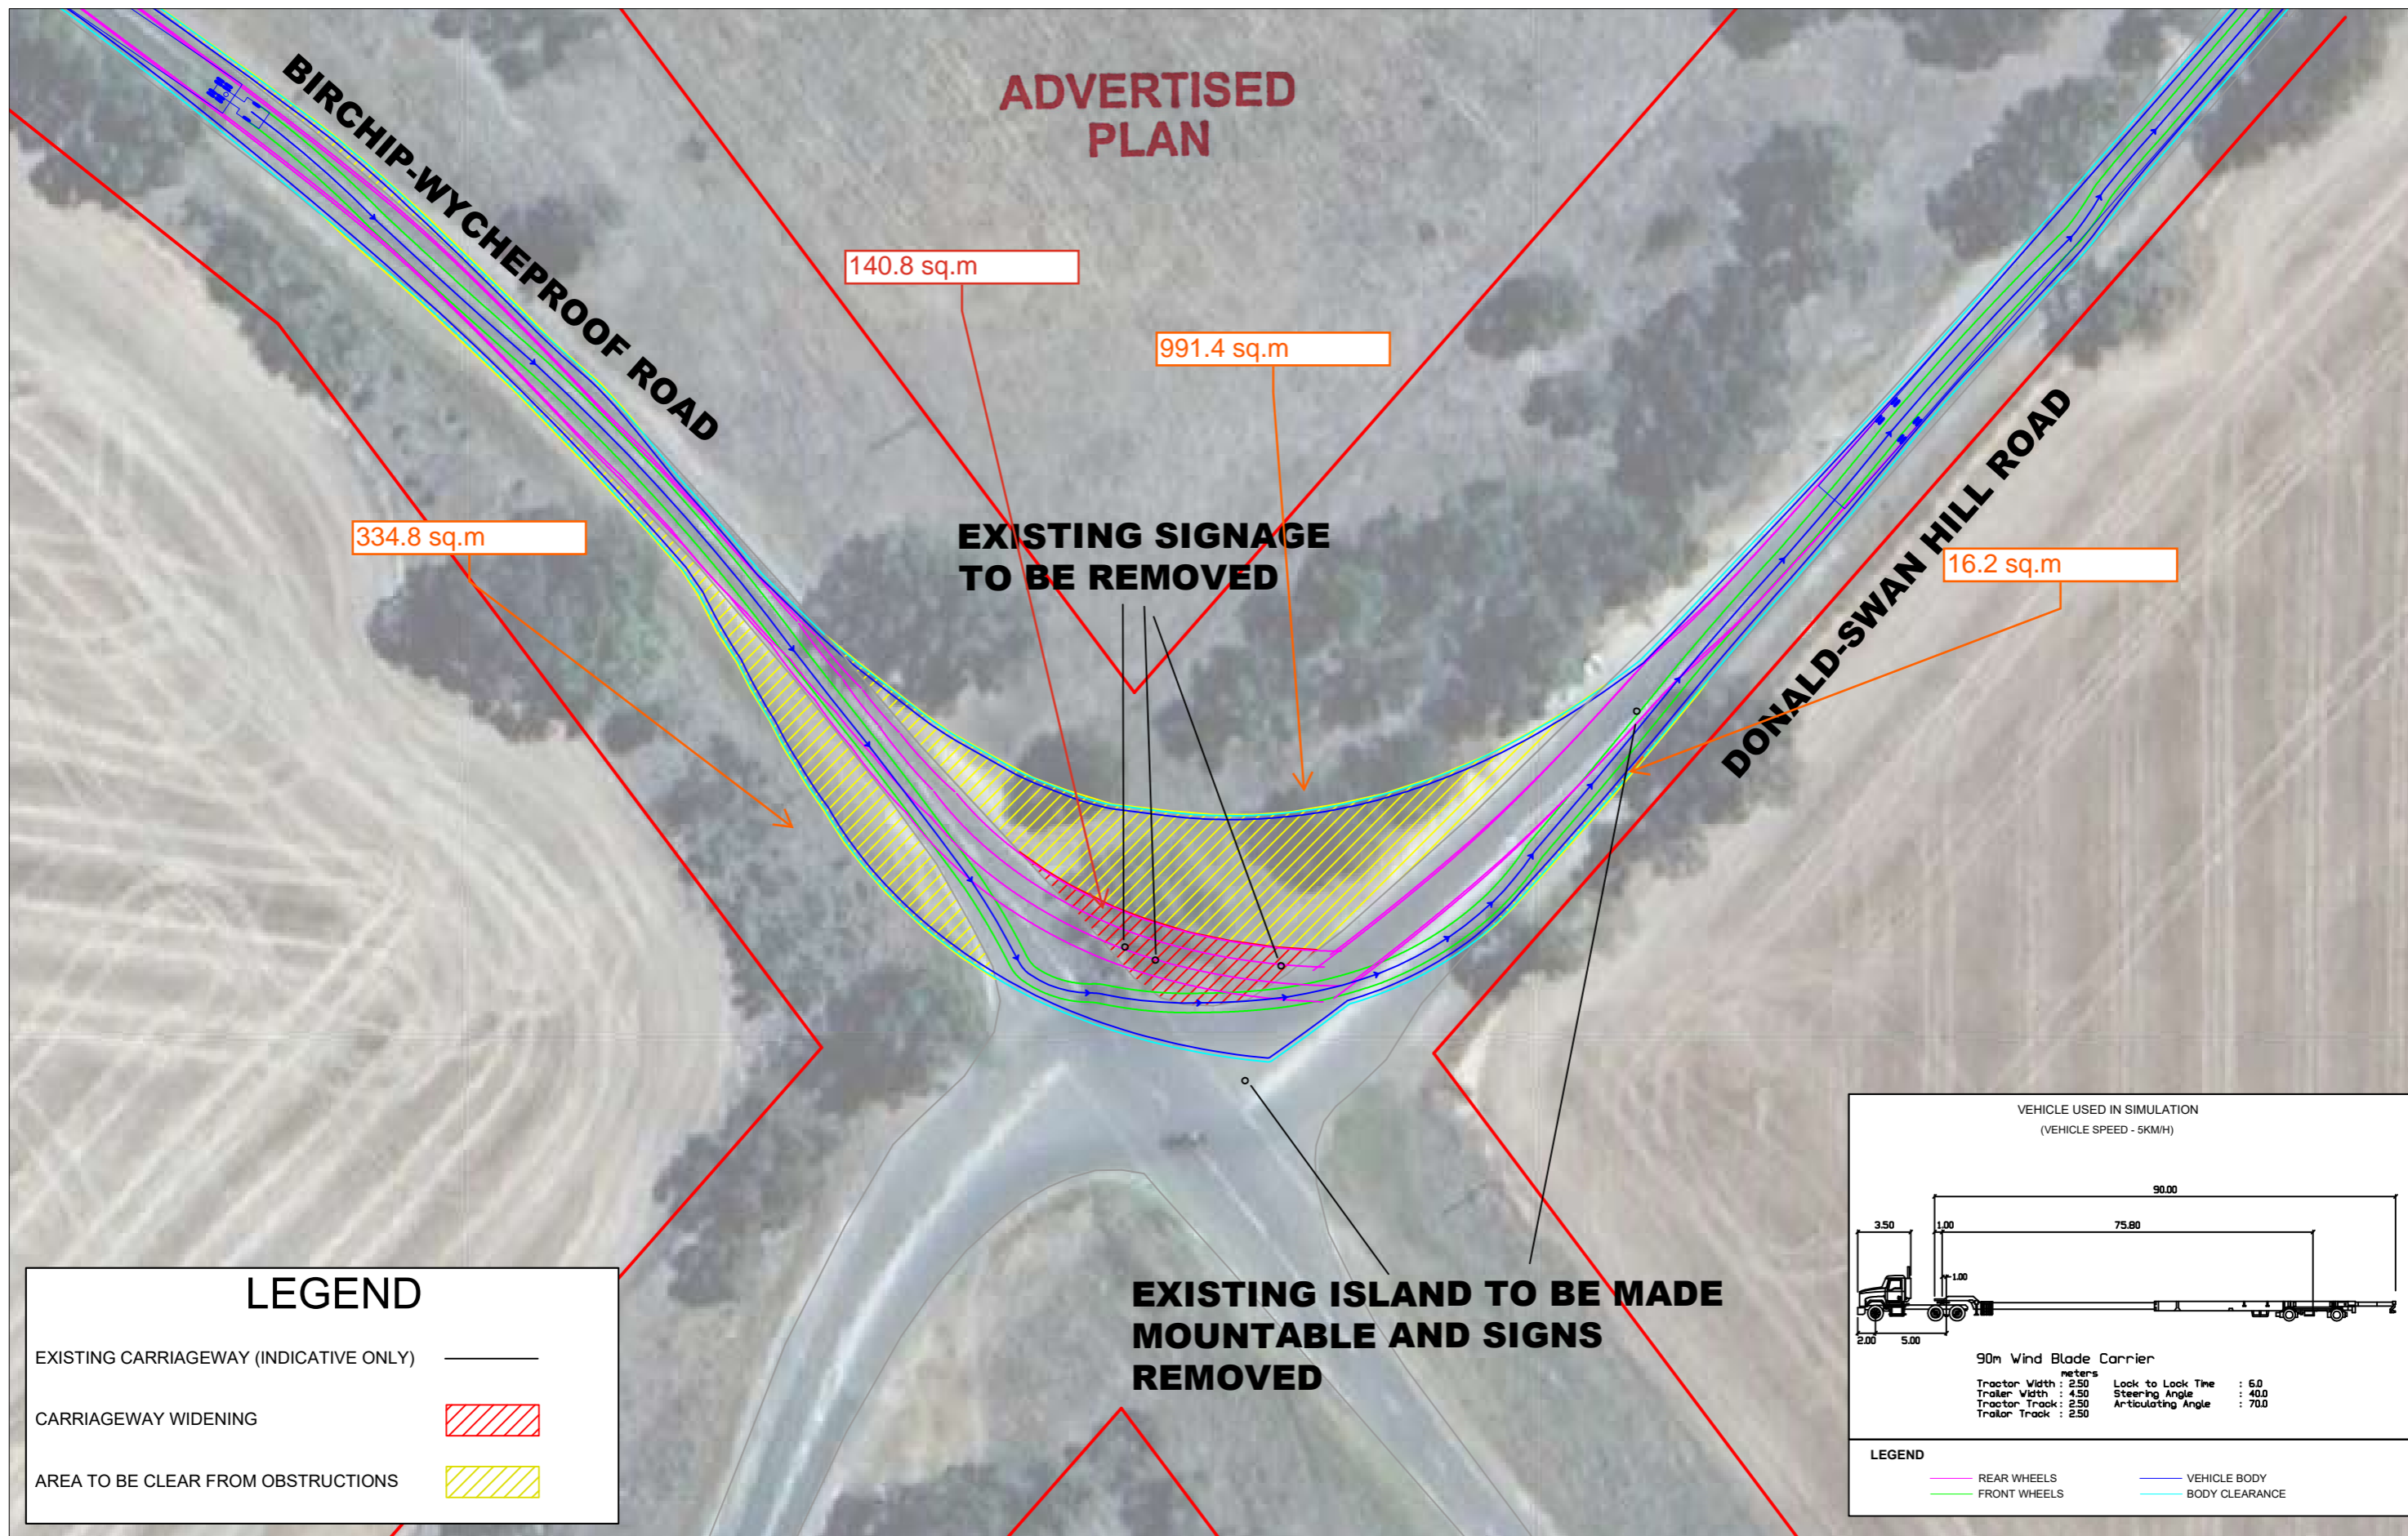 ADVERTISED
PLAN
BIRCHIP-WYCHEPROOF ROAD
140.8 sq.m
991.4 sq.m
334.8 sq.m
EXISTING SIGNAGE
TO BE REMOVED
16.2 sq.m
DONALD-SWAN HILL ROAD
EXISTING ISLAND TO BE MADE
MOUNTABLE AND SIGNS
REMOVED
LEGEND
EXISTING CARRIAGEWAY (INDICATIVE ONLY)
CARRIAGEWAY WIDENING
AREA TO BE CLEAR FROM OBSTRUCTIONS
VEHICLE USED IN SIMULATION
(VEHICLE SPEED - 5KM/H)
90.00
3.50 1.00 75.80
1.00
2.00 5.00
90m Wind Blade Carrier
meters
Tractor Width : 2.50 Lock to Lock Time : 6.0
Trailer Width : 4.50 Steering Angle : 40.0
Tractor Track : 2.50 Articulating Angle : 70.0
Trailor Track : 2.50
LEGEND
REAR WHEELS VEHICLE BODY
FRONT WHEELS BODY CLEARANCE